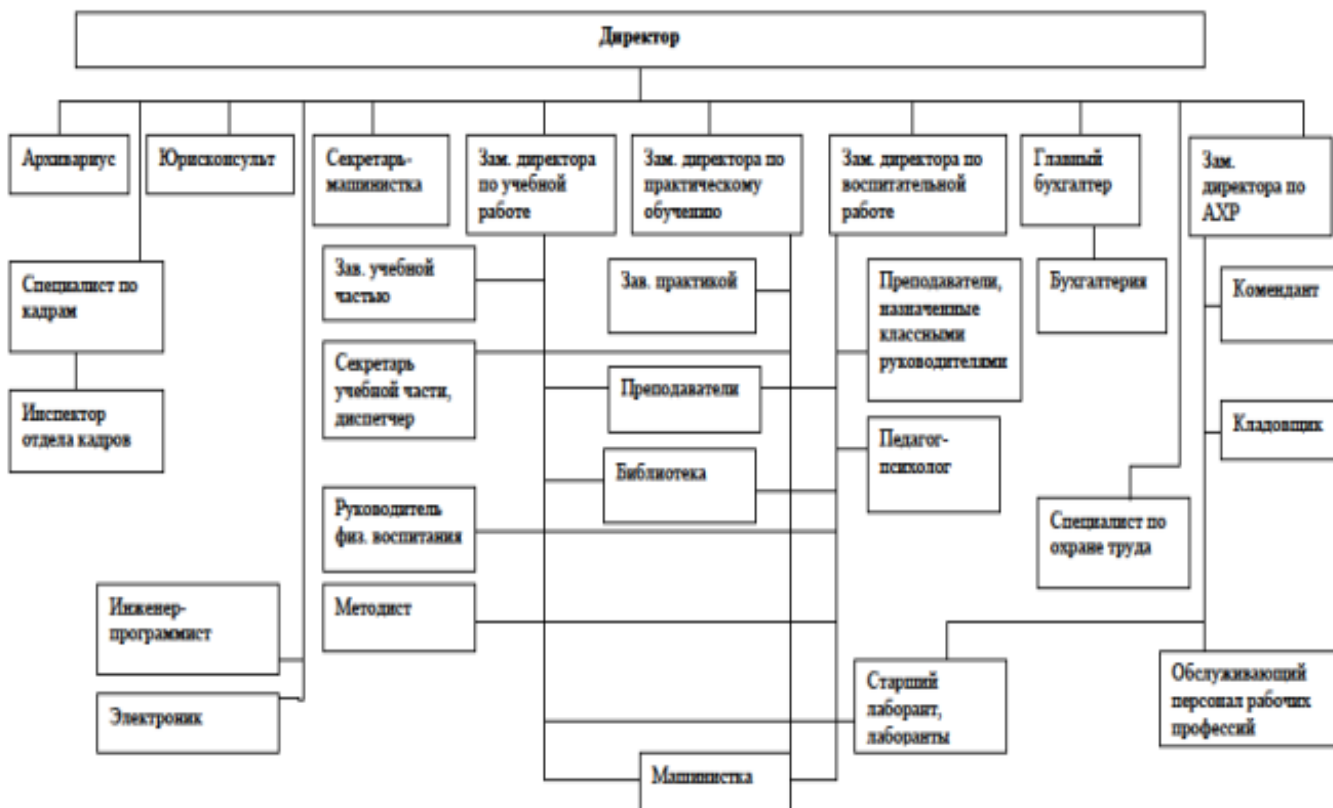 Директор
Архивариус
Юрисконсульт
Секретарь-
машинистка
Зам. директора
по учебной
работе
Зам. директора по
практическому
обучению
Зам. директора по
воспитательной
работе
Главный
бухгалтер
Зам.
директора по
АХР
Специалист по
кадрам
Зав. учебной
частью
Зав. практикой
Преподаватели,
назначенные
классными
руководителями
Бухгалтерия
Комендант
Секретарь
учебной части,
диспетчер
Преподаватели
Инспектор
отдела кадров
Кладовщик
Педагог-
психолог
Библиотека
Руководитель
физ. воспитания
Специалист по
охране труда
Инженер-
программист
Методист
Старший
лаборант,
лаборанты
Обслуживающий
персонал рабочих
профессий
Электроник
Машинистка